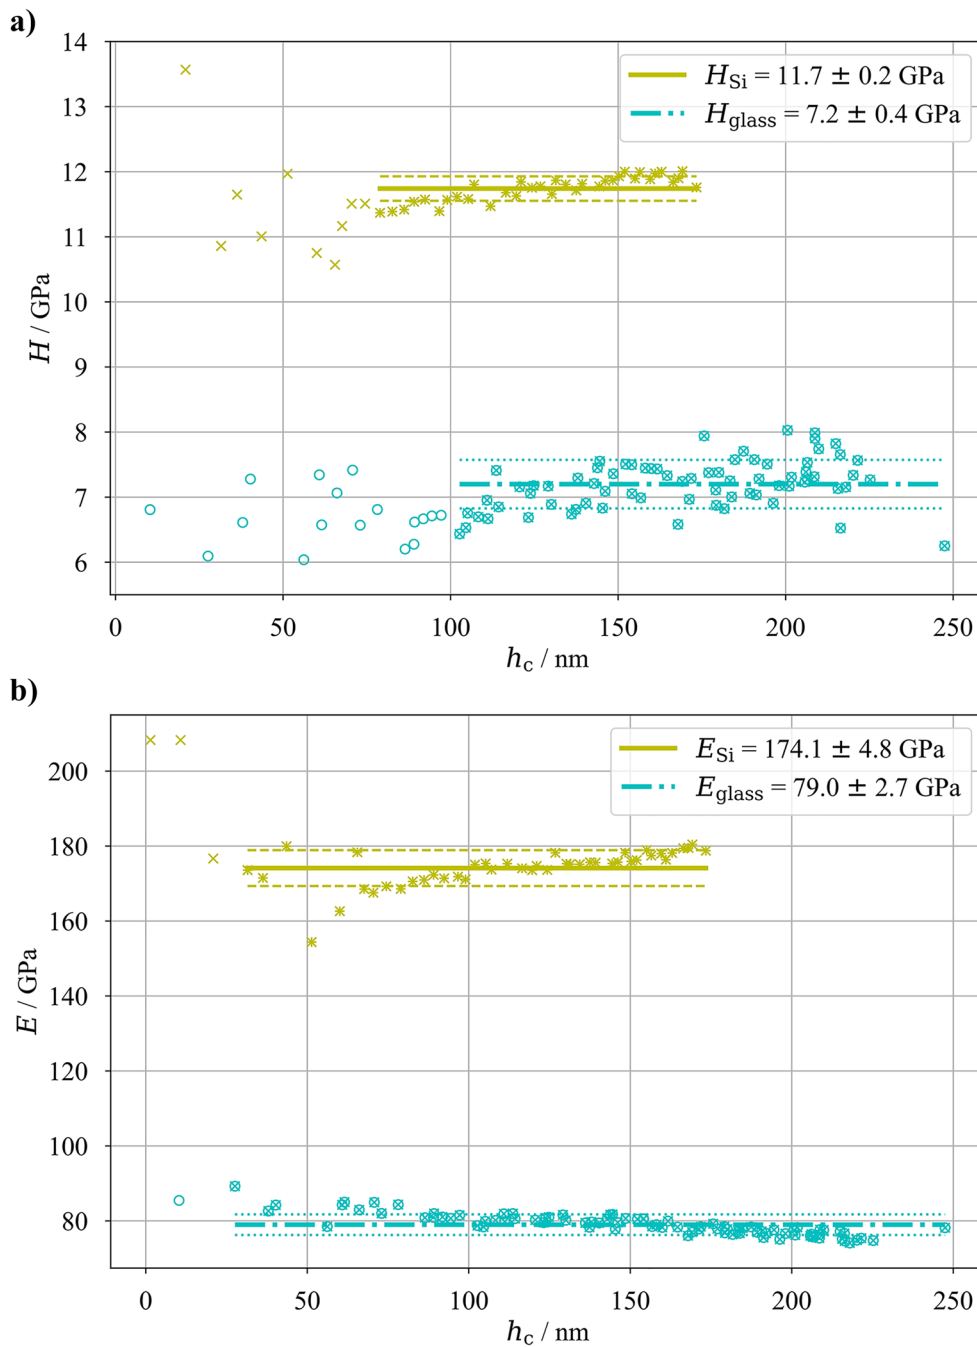 a)
14
13
12
11
10
9
8
7
6
H / GPa
H_Si = 11.7 ± 0.2 GPa
H_glass = 7.2 ± 0.4 GPa
0 50 100 150 200 250
h_c / nm
b)
200
180
160
140
120
100
80
E / GPa
E_Si = 174.1 ± 4.8 GPa
E_glass = 79.0 ± 2.7 GPa
0 50 100 150 200 250
h_c / nm